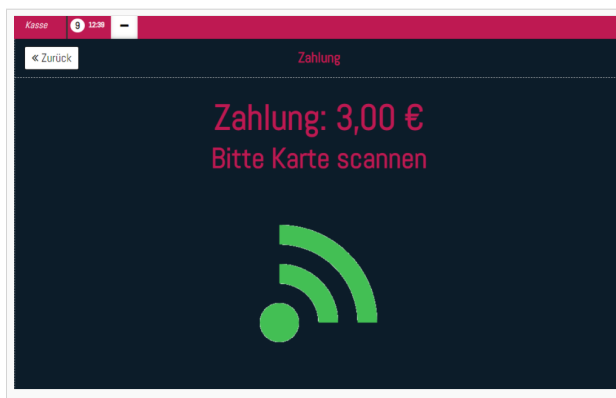 Kasse 9 12:39
« Zurück Zahlung
Zahlung: 3,00 €
Bitte Karte scannen